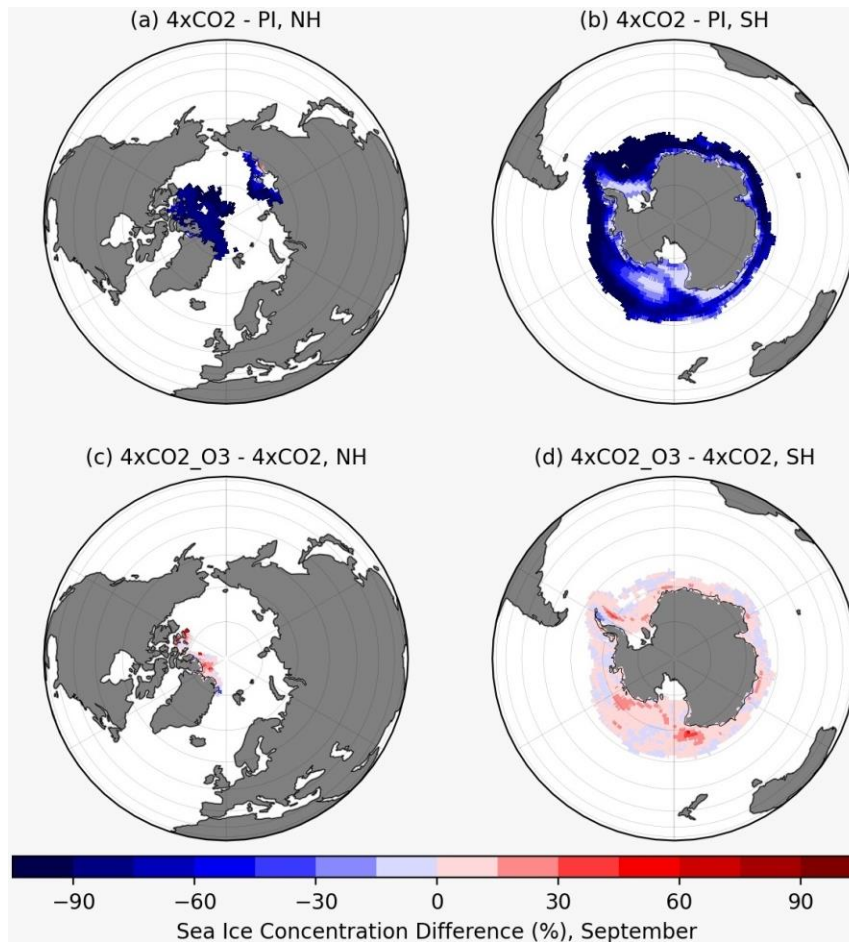 (a) 4xCO2 - PI, NH
(b) 4xCO2 - PI, SH
(c) 4xCO2_O3 - 4xCO2, NH
(d) 4xCO2_O3 - 4xCO2, SH
−90 −60 −30 0 30 60 90
Sea Ice Concentration Difference (%), September